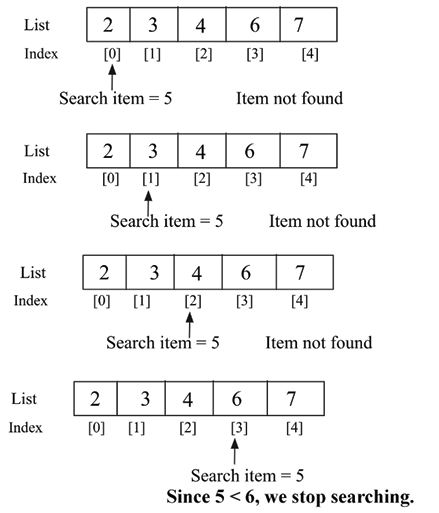 List 2 3 4 6 7
Index [0] [1] [2] [3] [4]
Search item = 5 Item not found
List 2 3 4 6 7
Index [0] [1] [2] [3] [4]
Search item = 5 Item not found
List 2 3 4 6 7
Index [0] [1] [2] [3] [4]
Search item = 5 Item not found
List 2 3 4 6 7
Index [0] [1] [2] [3] [4]
Search item = 5
Since 5 < 6, we stop searching.